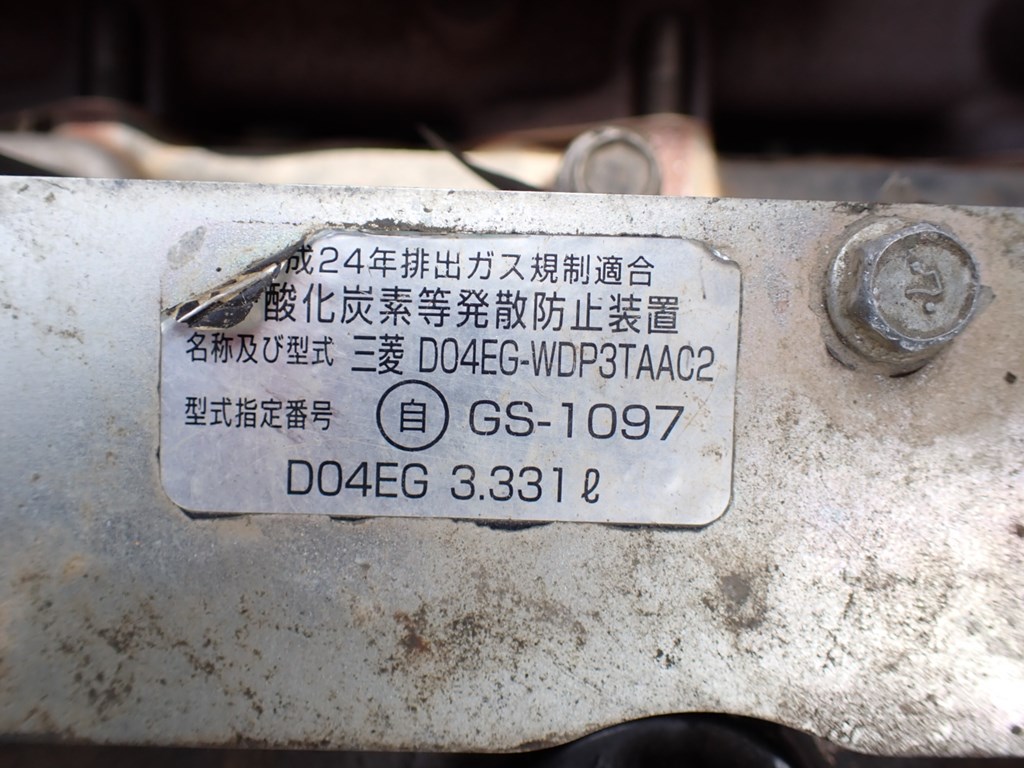 成24年排出ガス規制適合
酸化炭素等発散防止装置
名称及び型式 三菱 D04EG-WDP3TAAC2
型式指定番号 自 GS-1097
D04EG 3.331ℓ